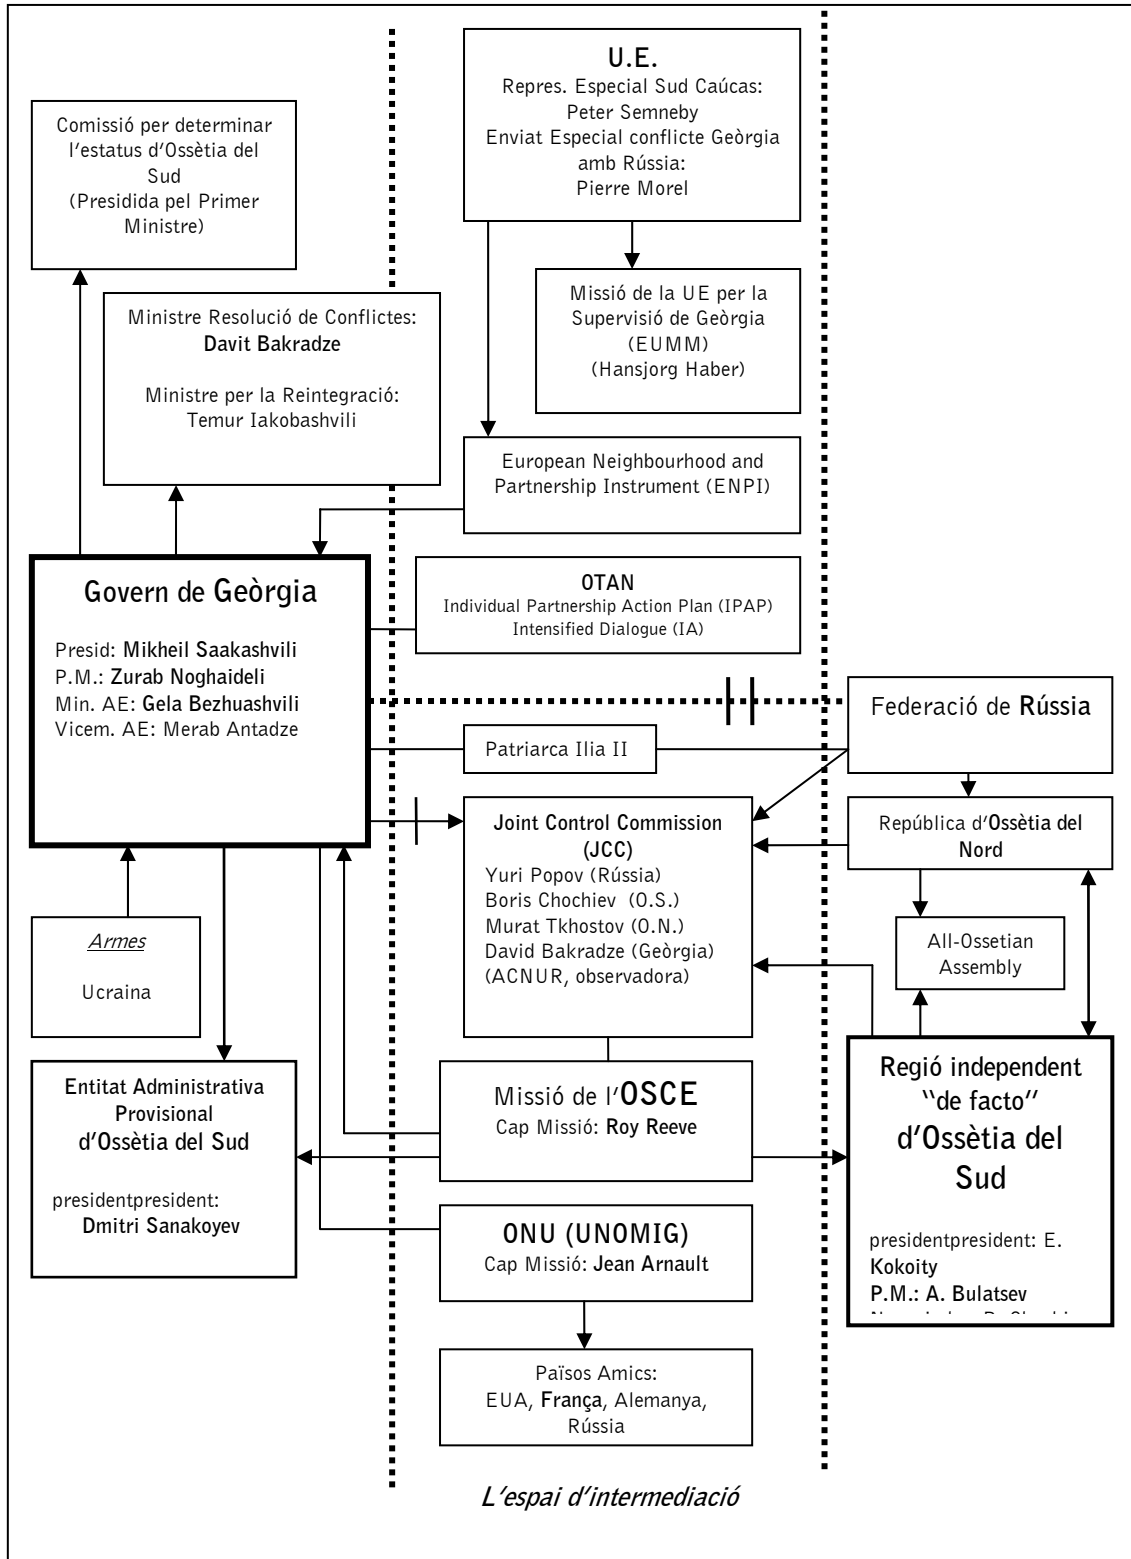 U.E.
Repres. Especial Sud Caúcas:
Peter Semneby
Enviat Especial conflicte Geòrgia
amb Rússia:
Pierre Morel
Comissió per determinar
l'estatus d'Ossètia del
Sud
(Presidida pel Primer
Ministre)
Missió de la UE per la
Supervisió de Geòrgia
(EUMM)
(Hansjorg Haber)
Ministre Resolució de Conflictes:
Davit Bakradze
Ministre per la Reintegració:
Temur Iakobashvili
European Neighbourhood and
Partnership Instrument (ENPI)
Govern de Geòrgia
Presid: Mikheil Saakashvili
P.M.: Zurab Noghaideli
Min. AE: Gela Bezhuashvili
Vicem. AE: Merab Antadze
OTAN
Individual Partnership Action Plan (IPAP)
Intensified Dialogue (IA)
Federació de Rússia
Patriarca Ilia II
Joint Control Commission
(JCC)
Yuri Popov (Rússia)
Boris Chochiev (O.S.)
Murat Tkhostov (O.N.)
David Bakradze (Geòrgia)
(ACNUR, observadora)
República d'Ossètia del
Nord
All-Ossetian
Assembly
Armes
Ucraina
Entitat Administrativa
Provisional
d'Ossètia del Sud
presidentpresident:
Dmitri Sanakoyev
Missió de l'OSCE
Cap Missió: Roy Reeve
Regió independent
"de facto"
d'Ossètia del
Sud
presidentpresident: E.
Kokoity
P.M.: A. Bulatsev
ONU (UNOMIG)
Cap Missió: Jean Arnault
Països Amics:
EUA, França, Alemanya,
Rússia
L'espai d'intermediació